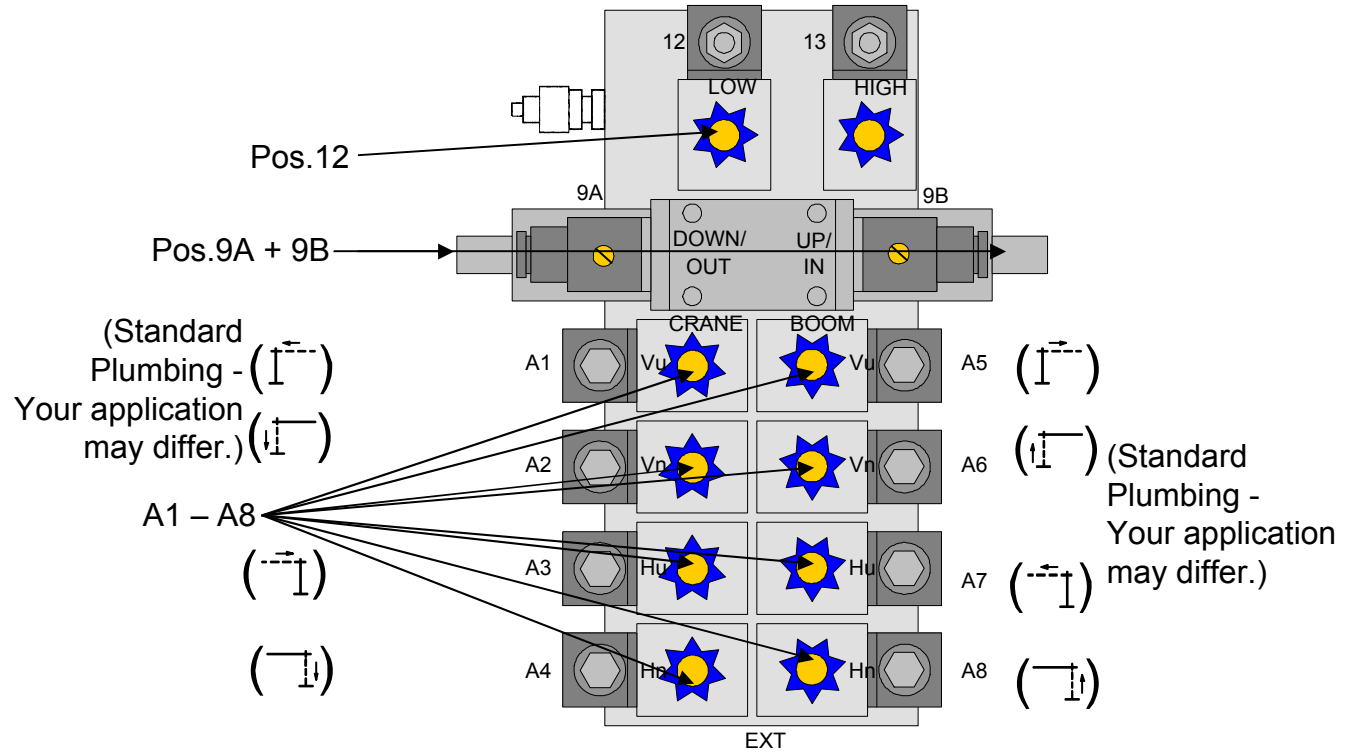 12
13
LOW
HIGH
Pos.12
9A
9B
Pos.9A + 9B
DOWN/
OUT
UP/
IN
CRANE
BOOM
(Standard
Plumbing -
Your application
may differ.)
A1
Vu
Vu
A5
A2
Vn
Vn
A6
(Standard
Plumbing -
Your application
may differ.)
A1 – A8
A3
Hu
Hu
A7
A4
Hn
Hn
A8
EXT